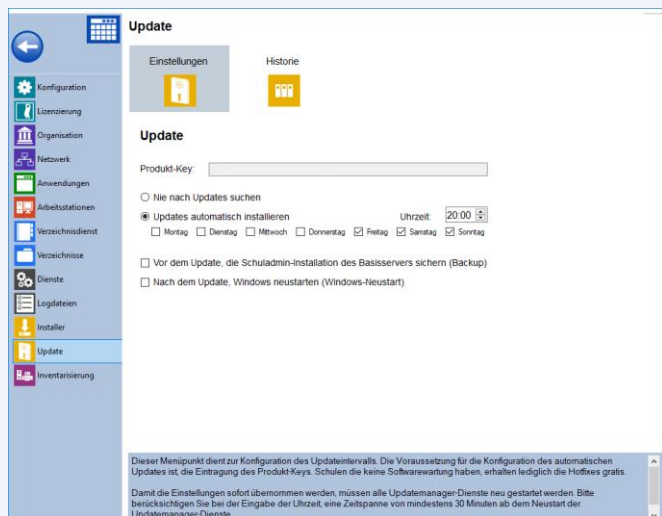 Update
Einstellungen
Historie
Konfiguration
Lizenzierung
Organisation
Netzwerk
Anwendungen
Arbeitsstationen
Verzeichnisdienst
Verzeichnisse
Dienste
Logdateien
Installer
Update
Inventarisierung
Update
Produkt-Key:
Nie nach Updates suchen
Updates automatisch installieren
Uhrzeit: 20:00
Montag Dienstag Mittwoch Donnerstag Freitag Samstag Sonntag
Vor dem Update, die Schuladmin-Installation des Basisservers sichern (Backup)
Nach dem Update, Windows neustarten (Windows-Neustart)
Dieser Menüpunkt dient zur Konfiguration des Updateintervalls. Die Voraussetzung für die Konfiguration des automatischen
Updates ist, die Eintragung des Produkt-Keys. Schulen die keine Softwarewartung haben, erhalten lediglich die Hotfixes gratis.
Damit die Einstellungen sofort übernommen werden, müssen alle Updatemanager-Dienste neu gestartet werden. Bitte
berücksichtigen Sie bei der Eingabe der Uhrzeit, eine Zeitspanne von mindestens 30 Minuten ab dem Neustart der
Updatemanager-Dienste